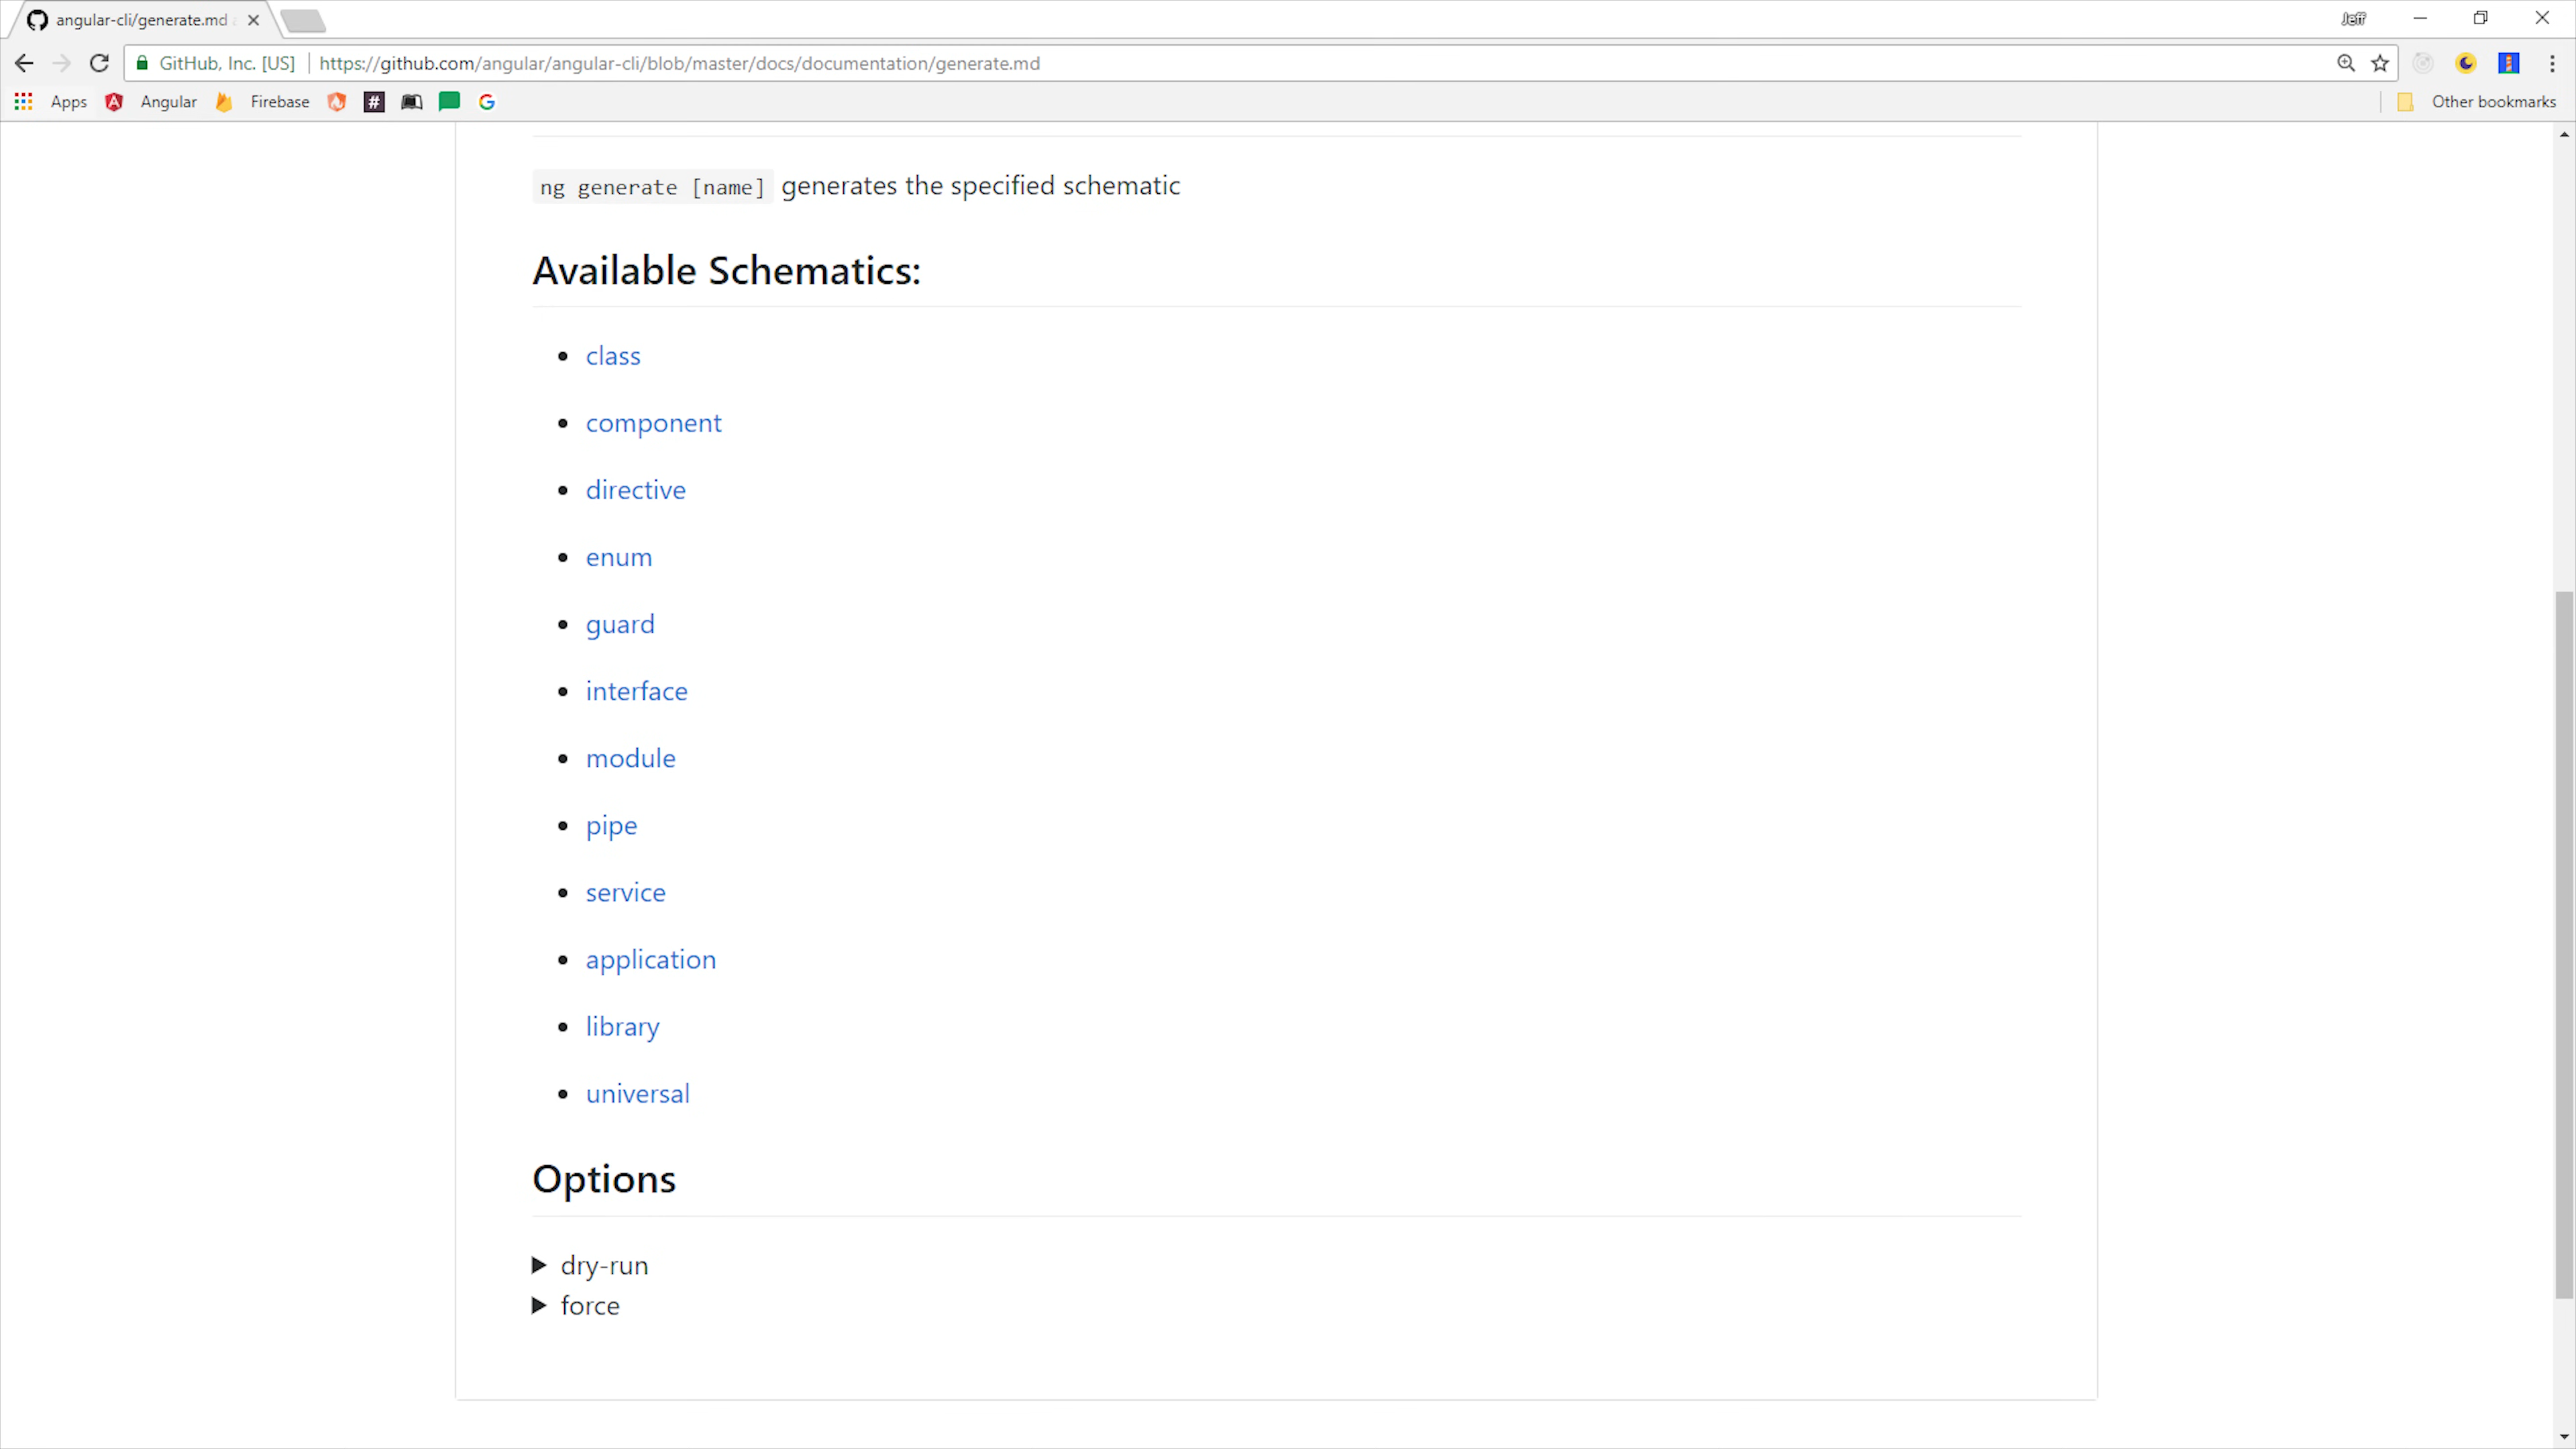 angular-cli/generate.md
Jeff
GitHub, Inc. [US]
https://github.com/angular/angular-cli/blob/master/docs/documentation/generate.md
Apps
Angular
Firebase
#
Other bookmarks
ng generate [name] generates the specified schematic
Available Schematics:
class
component
directive
enum
guard
interface
module
pipe
service
application
library
universal
Options
dry-run
force